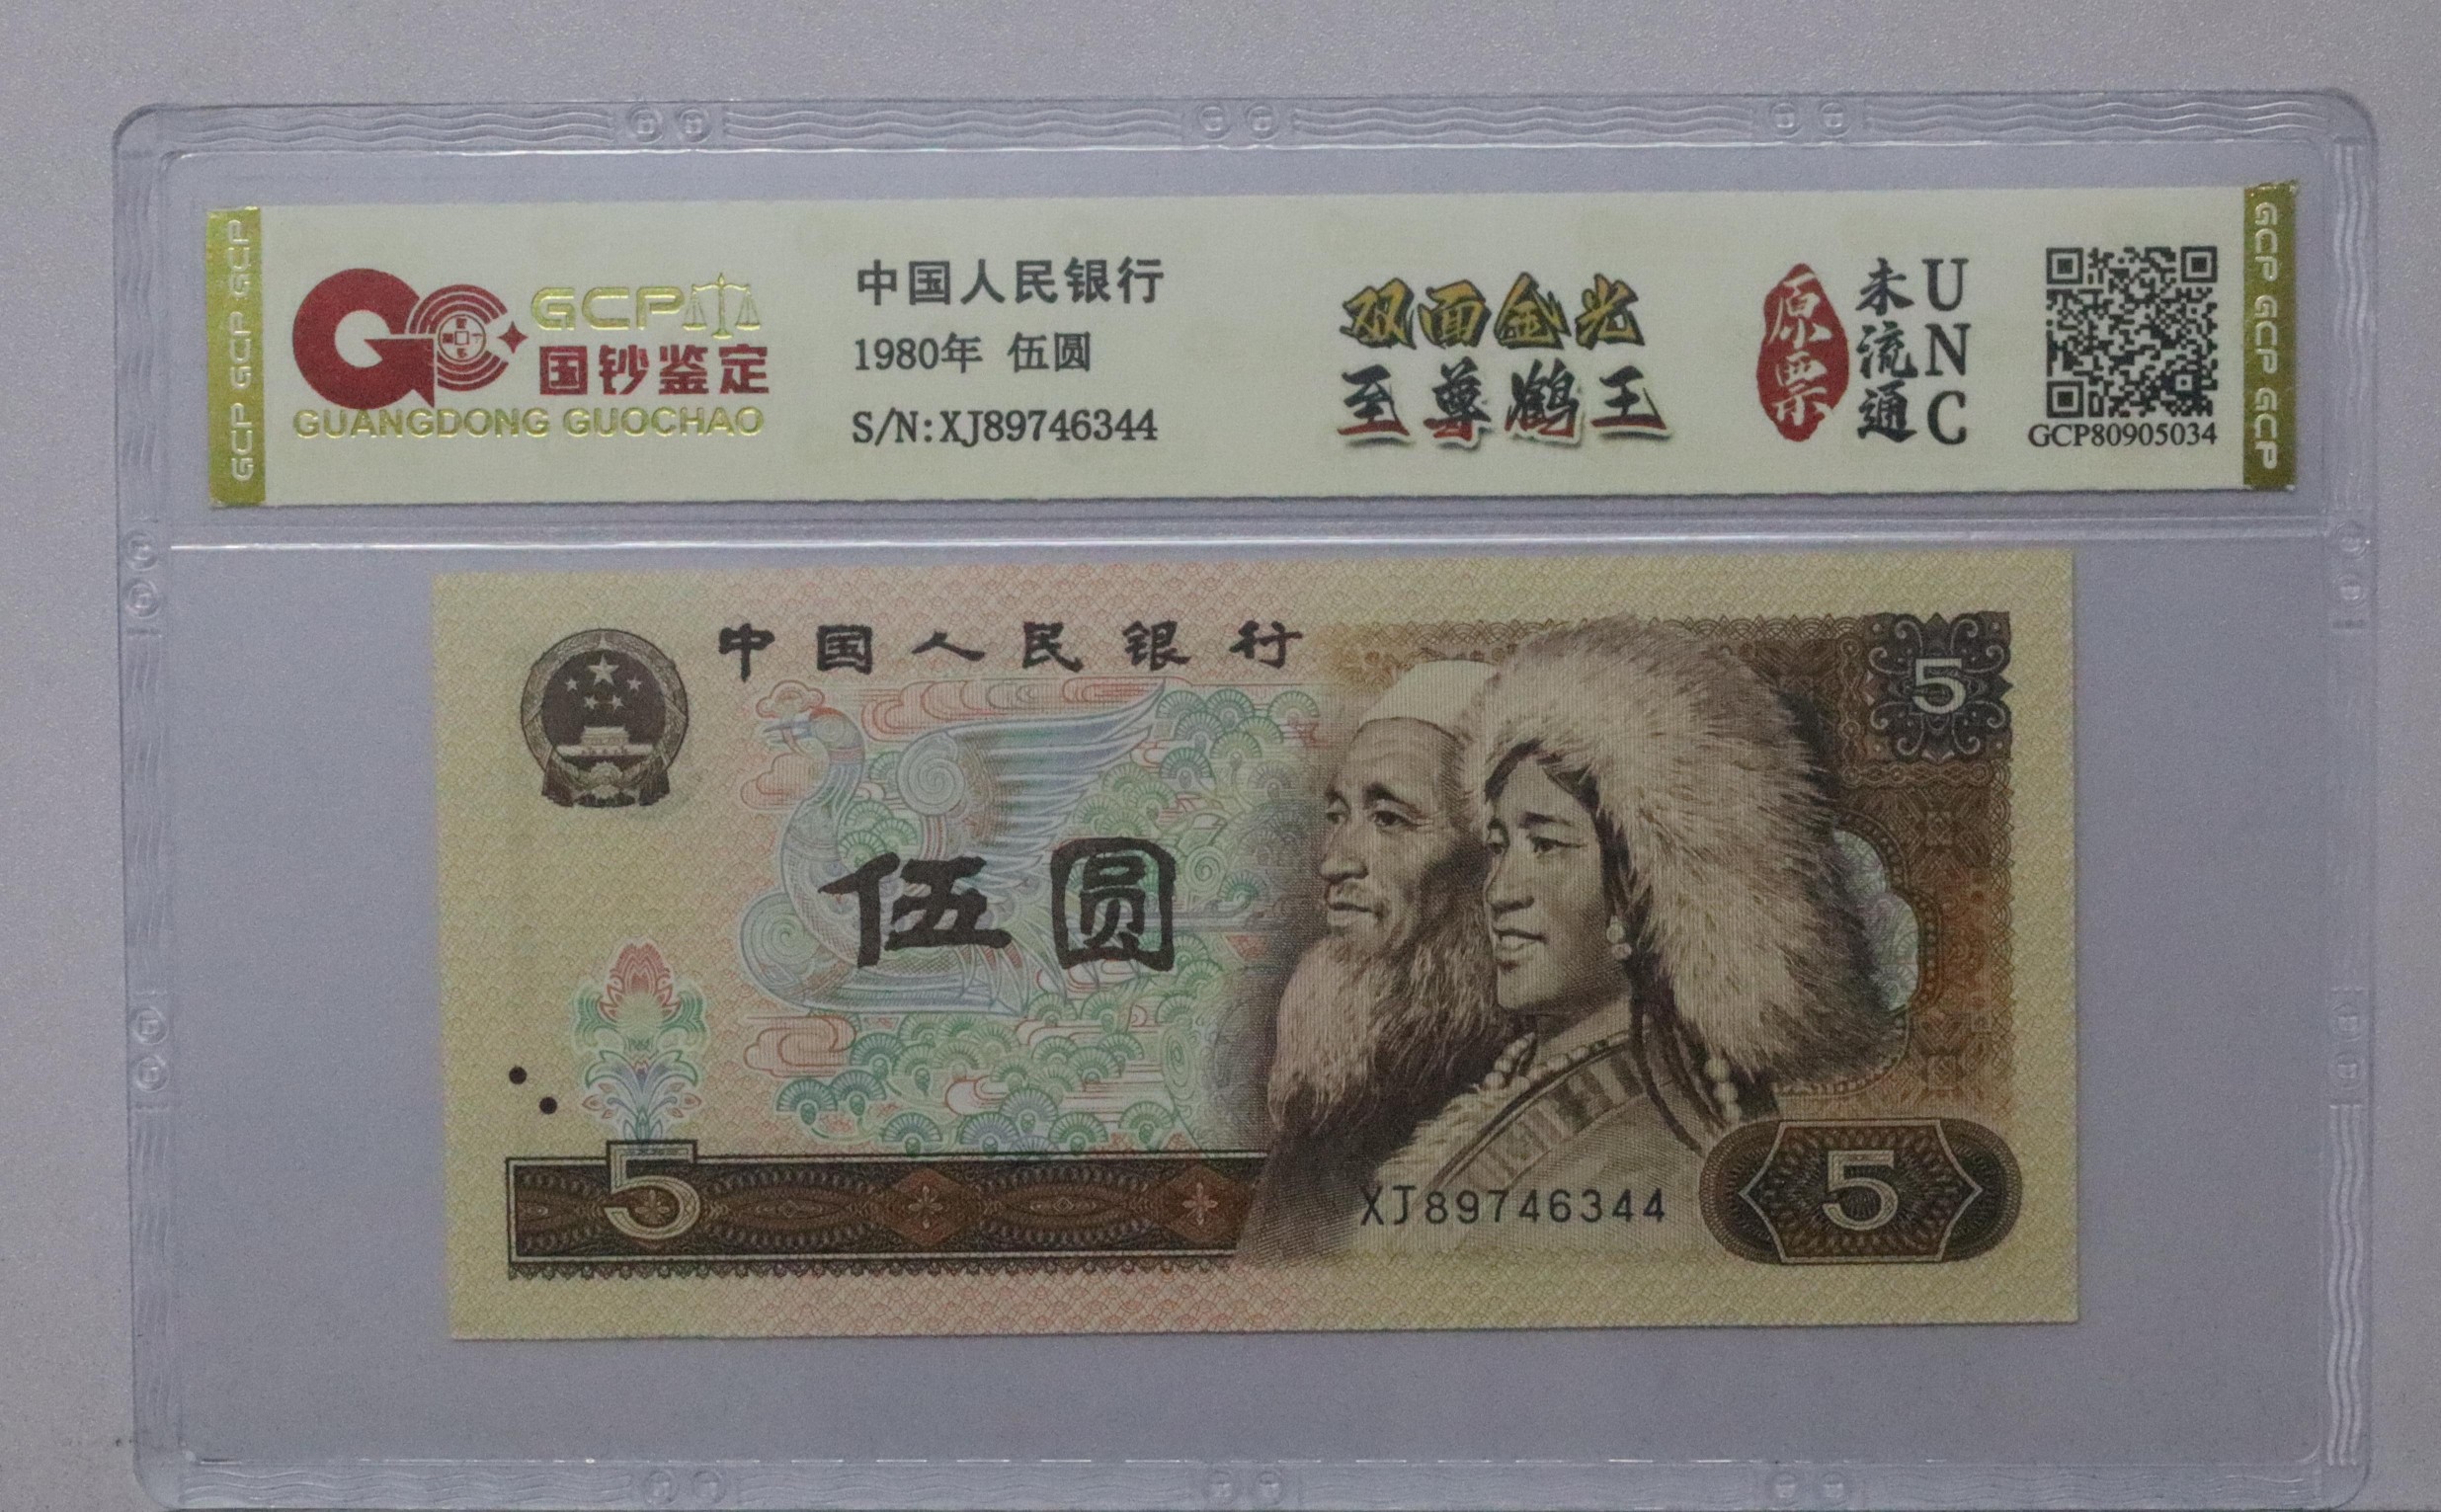 GCP GCP GCP
GCP
国钞鉴定
GUANGDONG GUOCHAO
中国人民银行
1980年 伍圆
S/N:XJ89746344
双面金光
至尊鹤王
原票
未流通
UNC
GCP80905034
GCP GCP GCP
中国人民银行
5
伍圆
5
XJ89746344
5